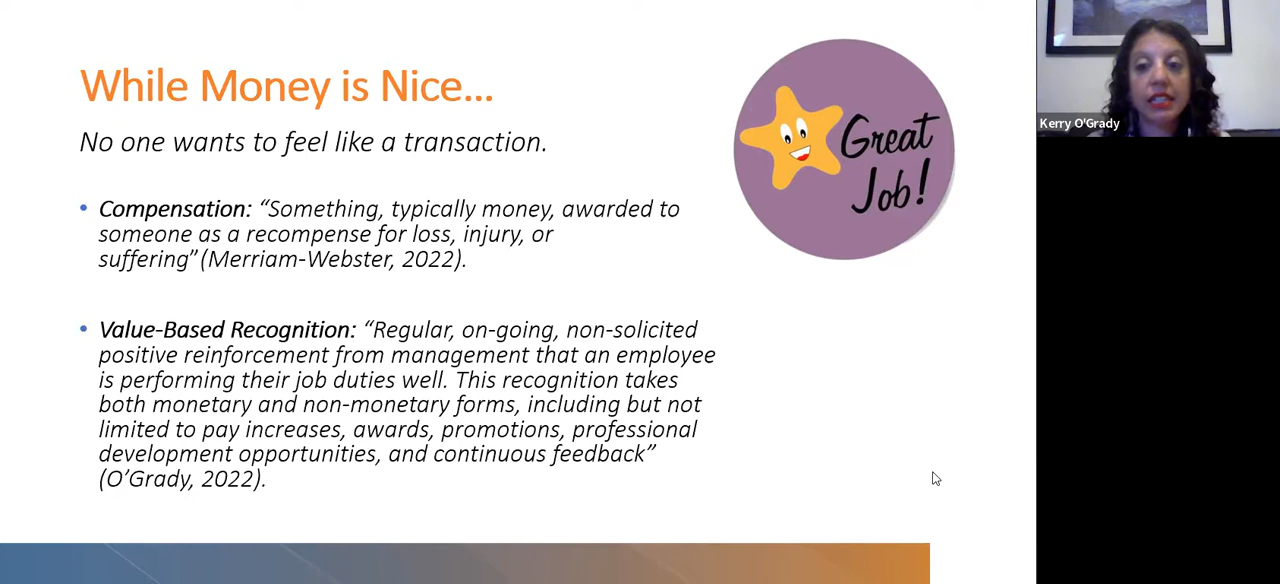 While Money is Nice...
No one wants to feel like a transaction.
• Compensation: “Something, typically money, awarded to
someone as a recompense for loss, injury, or
suffering”(Merriam-Webster, 2022).
• Value-Based Recognition: “Regular, on-going, non-solicited
positive reinforcement from management that an employee
is performing their job duties well. This recognition takes
both monetary and non-monetary forms, including but not
limited to pay increases, awards, promotions, professional
development opportunities, and continuous feedback”
(O’Grady, 2022).
Great
Job!
Kerry O'Grady